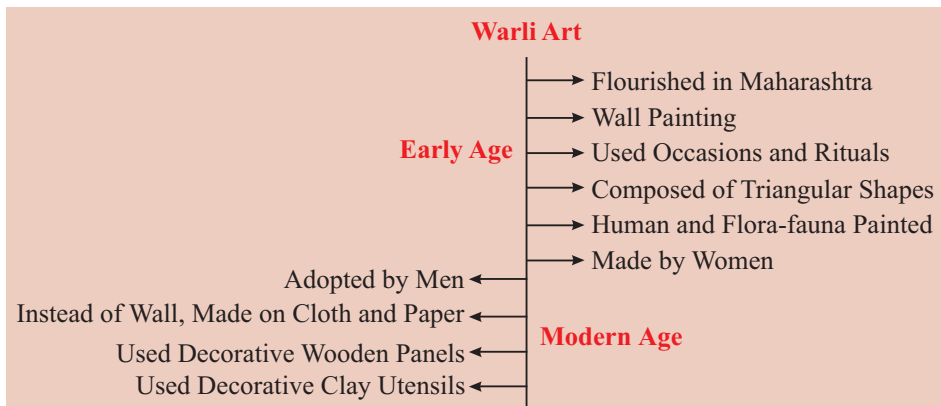 Warli Art
Flourished in Maharashtra
Wall Painting
Early Age
Used Occasions and Rituals
Composed of Triangular Shapes
Human and Flora-fauna Painted
Made by Women
Adopted by Men
Instead of Wall, Made on Cloth and Paper
Modern Age
Used Decorative Wooden Panels
Used Decorative Clay Utensils